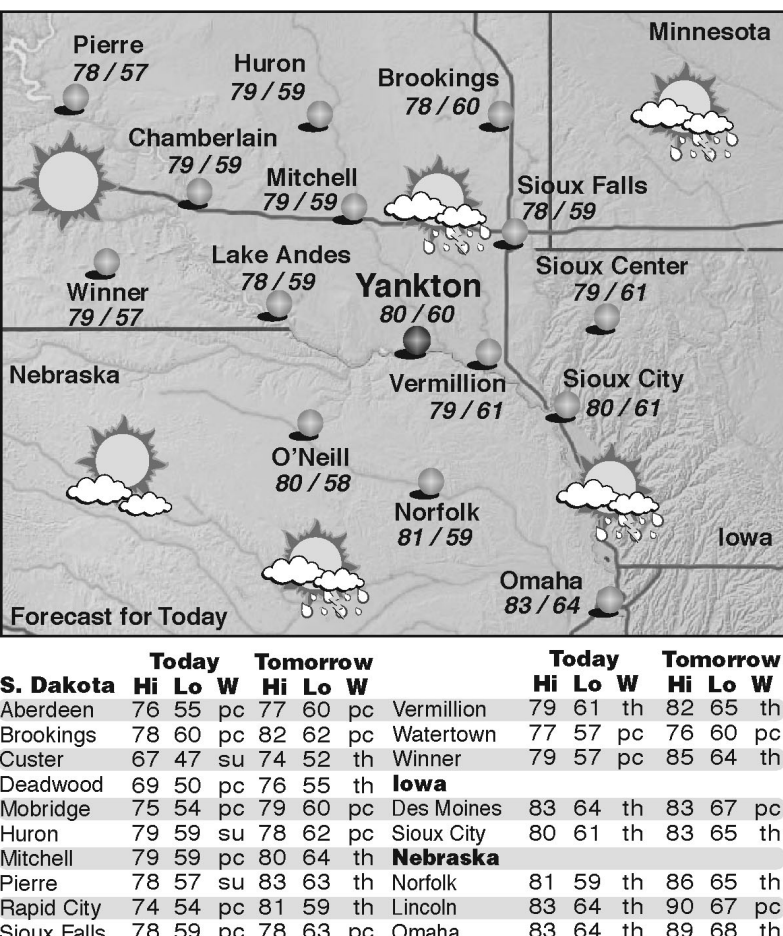 Minnesota
Pierre
78 / 57
Huron
79 / 59
Brookings
78 / 60
Chamberlain
79 / 59
Mitchell
79 / 59
Sioux Falls
78 / 59
Winner
79 / 57
Lake Andes
78 / 59
Yankton
80 / 60
Sioux Center
79 / 61
Nebraska
Vermillion
79 / 61
Sioux City
80 / 61
O'Neill
80 / 58
Norfolk
81 / 59
Iowa
Omaha
83 / 64
Forecast for Today
Today Tomorrow Today Tomorrow
S. Dakota Hi Lo W Hi Lo W Hi Lo W Hi Lo W
Aberdeen 76 55 pc 77 60 pc Vermillion 79 61 th 82 65 th
Brookings 78 60 pc 82 62 pc Watertown 77 57 pc 76 60 pc
Custer 67 47 su 74 52 th Winner 79 57 pc 85 64 th
Deadwood 69 50 pc 76 55 th Iowa
Mobridge 75 54 pc 79 60 pc Des Moines 83 64 th 83 67 pc
Huron 79 59 su 78 62 pc Sioux City 80 61 th 83 65 th
Mitchell 79 59 pc 80 64 th Nebraska
Pierre 78 57 su 83 63 th Norfolk 81 59 th 86 65 th
Rapid City 74 54 pc 81 59 th Lincoln 83 64 th 90 67 pc
Sioux Falls 78 59 pc 78 63 pc Omaha 83 64 th 89 68 th